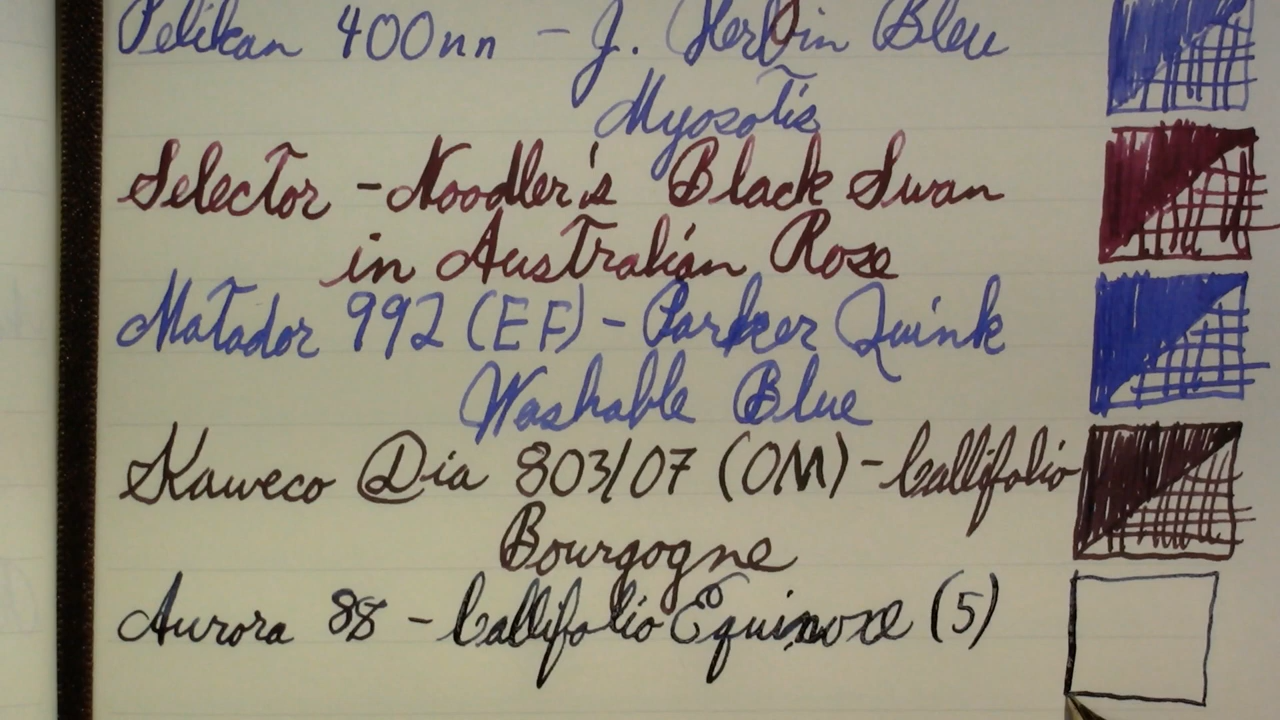 Pelikan 400nn - J. Herbin Bleu
Myosotis
Selector - Noodler's Black Swan
in Australian Rose
Matador 992 (EF) - Parker Quink
Washable Blue
Kaweco Dia 803/07 (OM) - Callifolio
Bourgogne
Aurora 88 - Callifolio Equinoxe (5)